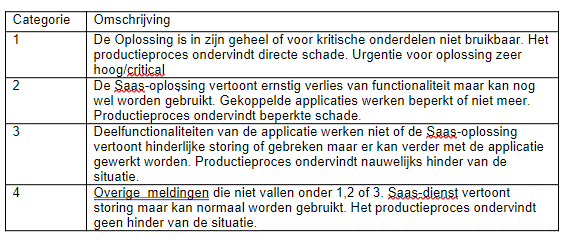 Categorie Omschrijving
1 De Oplossing is in zijn geheel of voor kritische onderdelen niet bruikbaar. Het
productieproces ondervindt directe schade. Urgentie voor oplossing zeer
hoog/critical
2 De Saas-oplossing vertoont ernstig verlies van functionaliteit maar kan nog
wel worden gebruikt. Gekoppelde applicaties werken beperkt of niet meer.
Productieproces ondervindt beperkte schade.
3 Deelfunctionaliteiten van de applicatie werken niet of de Saas-oplossing
vertoont hinderlijke storing of gebreken maar er kan verder met de applicatie
gewerkt worden. Productieproces ondervindt nauwelijks hinder van de
situatie.
4 Overige meldingen die niet vallen onder 1,2 of 3. Saas-dienst vertoont
storing maar kan normaal worden gebruikt. Het productieproces ondervindt
geen hinder van de situatie.